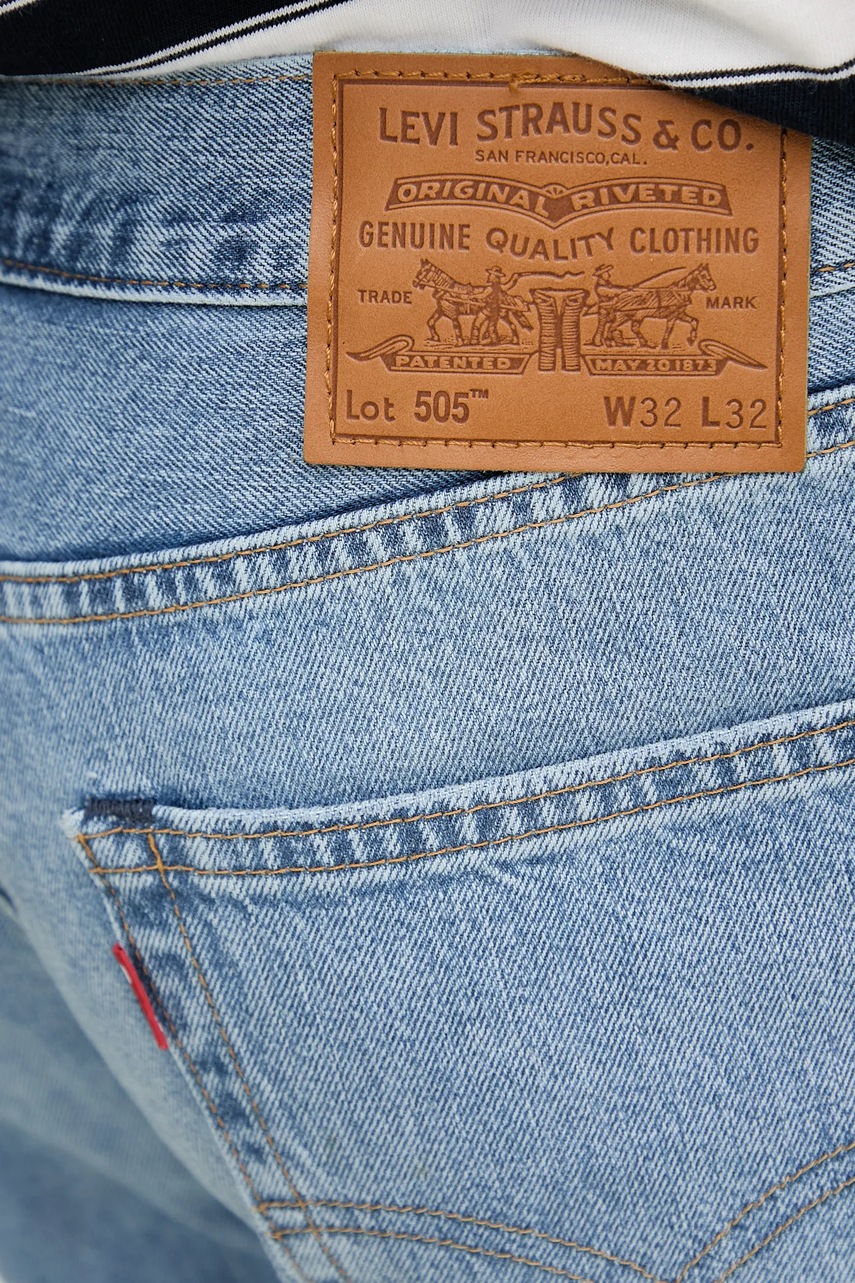 LEVI STRAUSS & CO.
SAN FRANCISCO,CAL.
ORIGINAL RIVETED
GENUINE QUALITY CLOTHING
TRADE MARK
PATENTED MAY 20 1873
Lot 505™ W32 L32